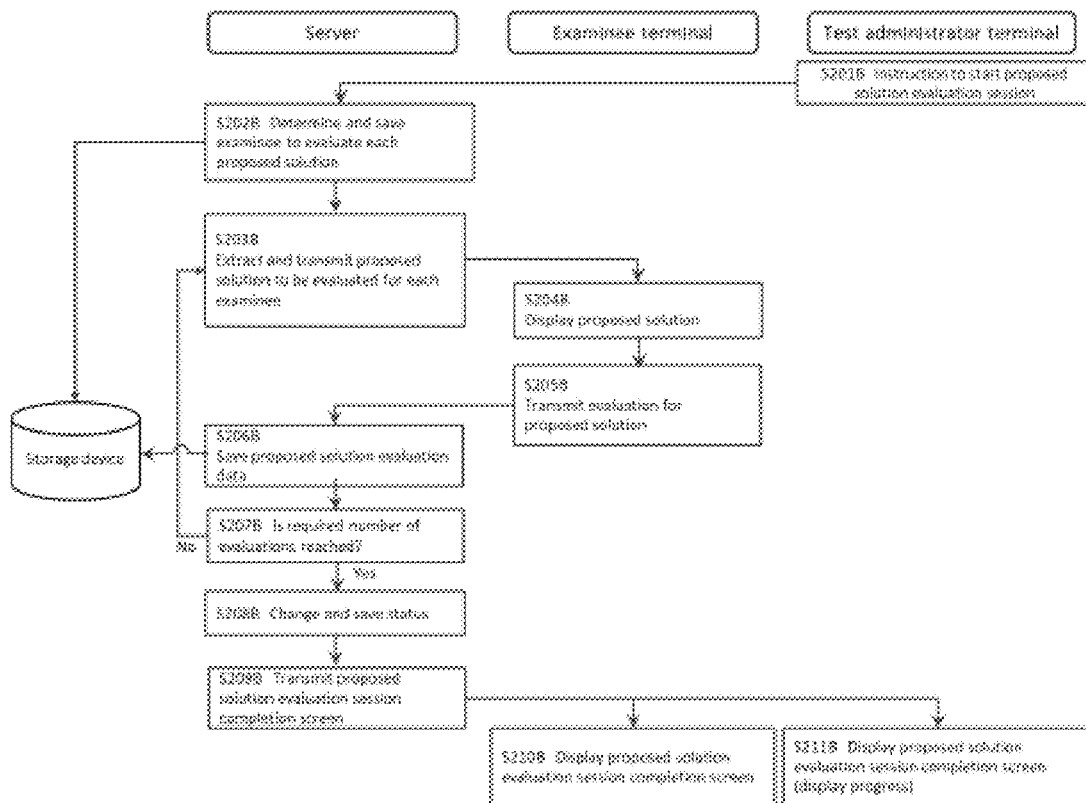 Server
Examinee terminal
Test administrator terminal
S201B Instruction to start proposed
solution evaluation session
S202B Determine and save
examinee to evaluate each
proposed solution
S203B
Extract and transmit proposed
solution to be evaluated for each
examinee
S204B
Display proposed solution
S205B
Transmit evaluation for
proposed solution
S206B
Save proposed solution evaluation
data
Storage device
S207B Is required number of
evaluations reached?
No
Yes
S208B Change and save status
S209B Transmit proposed
solution evaluation session
completion screen
S210B Display proposed solution
evaluation session completion screen
S211B Display proposed solution
evaluation session completion screen
(display progress)